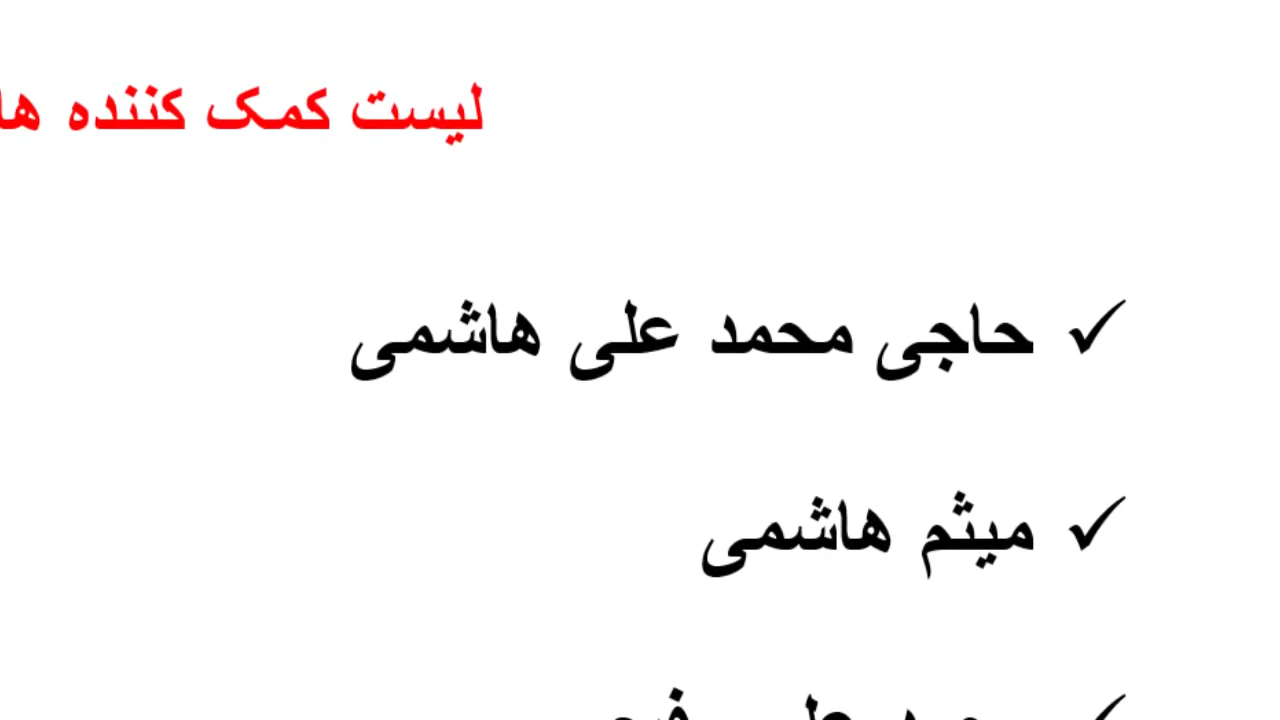 لیست کمک کننده ها
✓ حاجی محمد علی هاشمی
✓ میثم هاشمی
✓